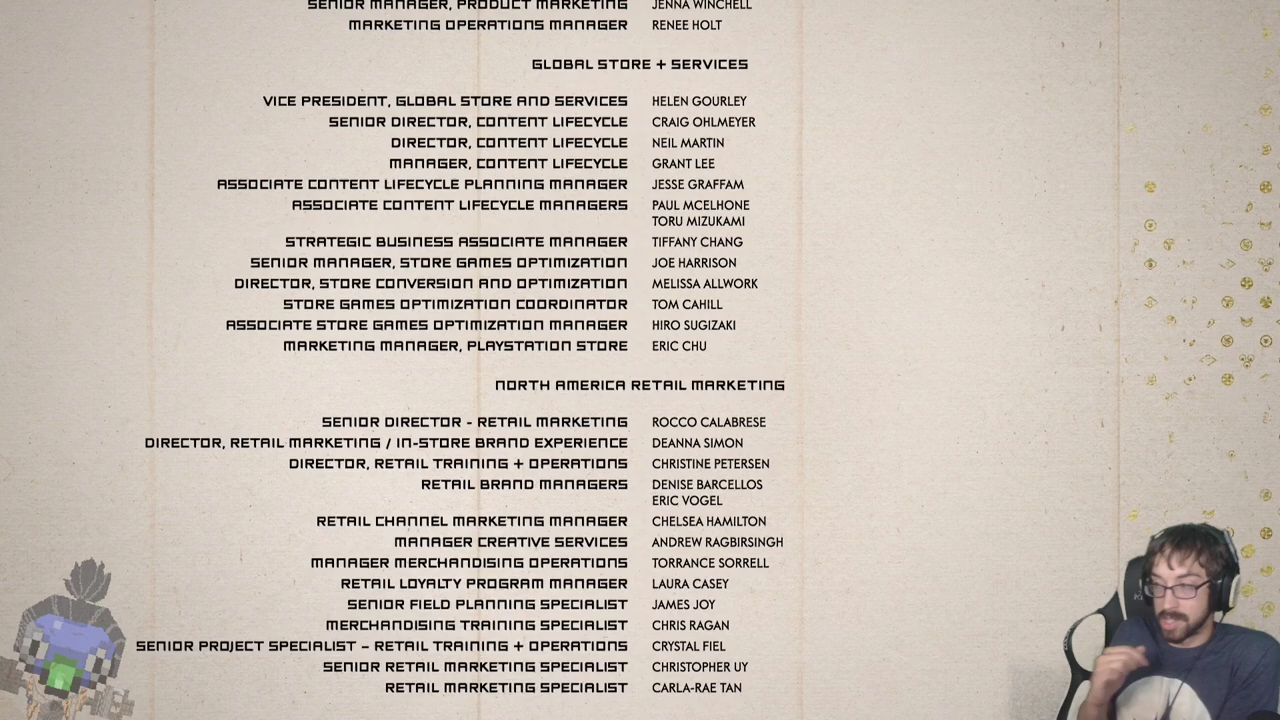 SENIOR MANAGER, PRODUCT MARKETING JENNA WINCHELL
MARKETING OPERATIONS MANAGER RENEE HOLT
GLOBAL STORE + SERVICES
VICE PRESIDENT, GLOBAL STORE AND SERVICES HELEN GOURLEY
SENIOR DIRECTOR, CONTENT LIFECYCLE CRAIG OHLMEYER
DIRECTOR, CONTENT LIFECYCLE NEIL MARTIN
MANAGER, CONTENT LIFECYCLE GRANT LEE
ASSOCIATE CONTENT LIFECYCLE PLANNING MANAGER JESSE GRAFFAM
ASSOCIATE CONTENT LIFECYCLE MANAGERS PAUL MCELHONE
TORU MIZUKAMI
STRATEGIC BUSINESS ASSOCIATE MANAGER TIFFANY CHANG
SENIOR MANAGER, STORE GAMES OPTIMIZATION JOE HARRISON
DIRECTOR, STORE CONVERSION AND OPTIMIZATION MELISSA ALLWORK
STORE GAMES OPTIMIZATION COORDINATOR TOM CAHILL
ASSOCIATE STORE GAMES OPTIMIZATION MANAGER HIRO SUGIZAKI
MARKETING MANAGER, PLAYSTATION STORE ERIC CHU
NORTH AMERICA RETAIL MARKETING
SENIOR DIRECTOR - RETAIL MARKETING ROCCO CALABRESE
DIRECTOR, RETAIL MARKETING / IN-STORE BRAND EXPERIENCE DEANNA SIMON
DIRECTOR, RETAIL TRAINING + OPERATIONS CHRISTINE PETERSEN
RETAIL BRAND MANAGERS DENISE BARCELLOS
ERIC VOGEL
RETAIL CHANNEL MARKETING MANAGER CHELSEA HAMILTON
MANAGER CREATIVE SERVICES ANDREW RAGBIRSINGH
MANAGER MERCHANDISING OPERATIONS TORRANCE SORRELL
RETAIL LOYALTY PROGRAM MANAGER LAURA CASEY
SENIOR FIELD PLANNING SPECIALIST JAMES JOY
MERCHANDISING TRAINING SPECIALIST CHRIS RAGAN
SENIOR PROJECT SPECIALIST – RETAIL TRAINING + OPERATIONS CRYSTAL FIEL
SENIOR RETAIL MARKETING SPECIALIST CHRISTOPHER UY
RETAIL MARKETING SPECIALIST CARLA-RAE TAN